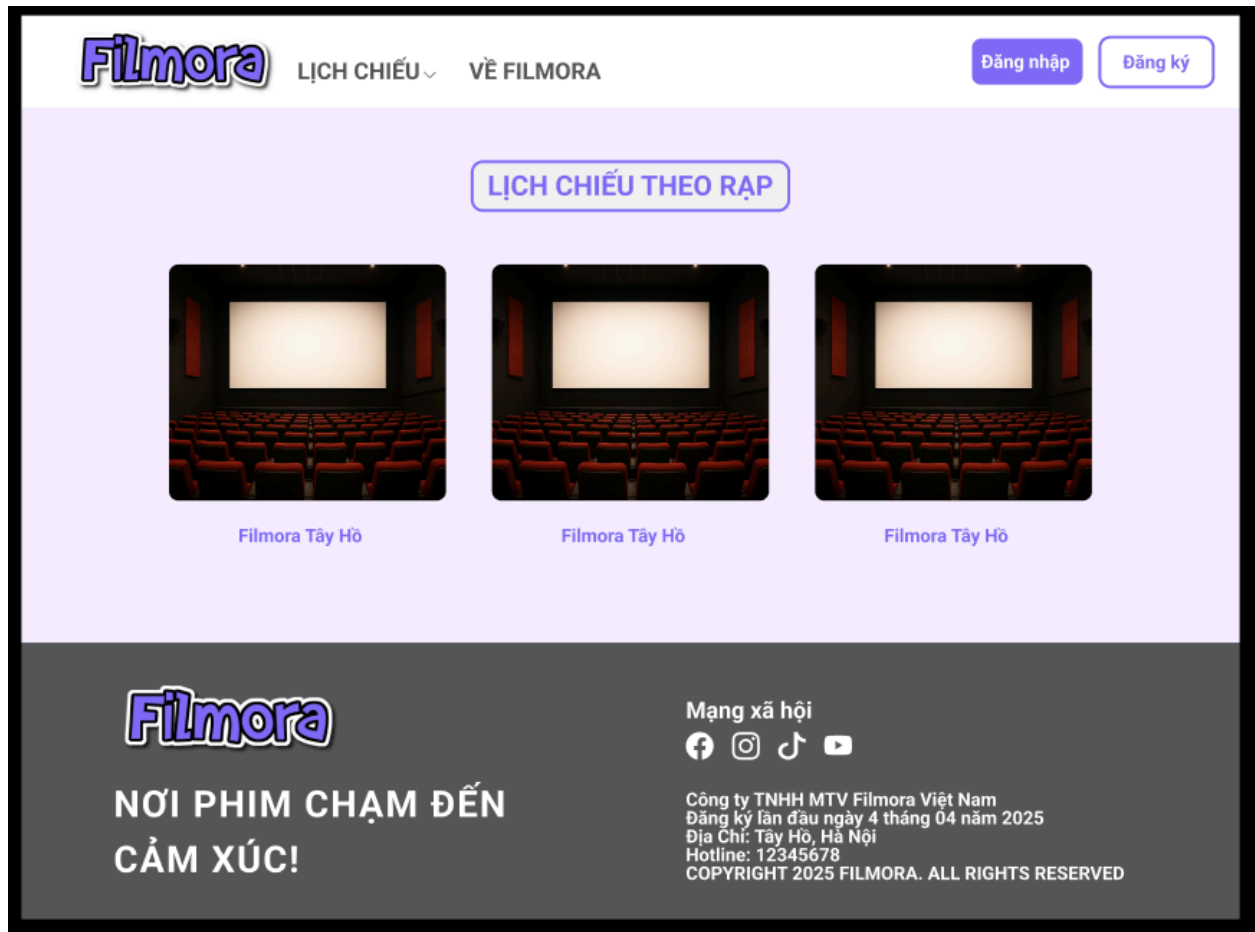 Filmora
LỊCH CHIẾU
VỀ FILMORA
Đăng nhập
Đăng ký
LỊCH CHIẾU THEO RẠP
Filmora Tây Hồ
Filmora Tây Hồ
Filmora Tây Hồ
Filmora
NƠI PHIM CHẠM ĐẾN
CẢM XÚC!
Mạng xã hội
Công ty TNHH MTV Filmora Việt Nam
Đăng ký lần đầu ngày 4 tháng 04 năm 2025
Địa Chỉ: Tây Hồ, Hà Nội
Hotline: 12345678
COPYRIGHT 2025 FILMORA. ALL RIGHTS RESERVED